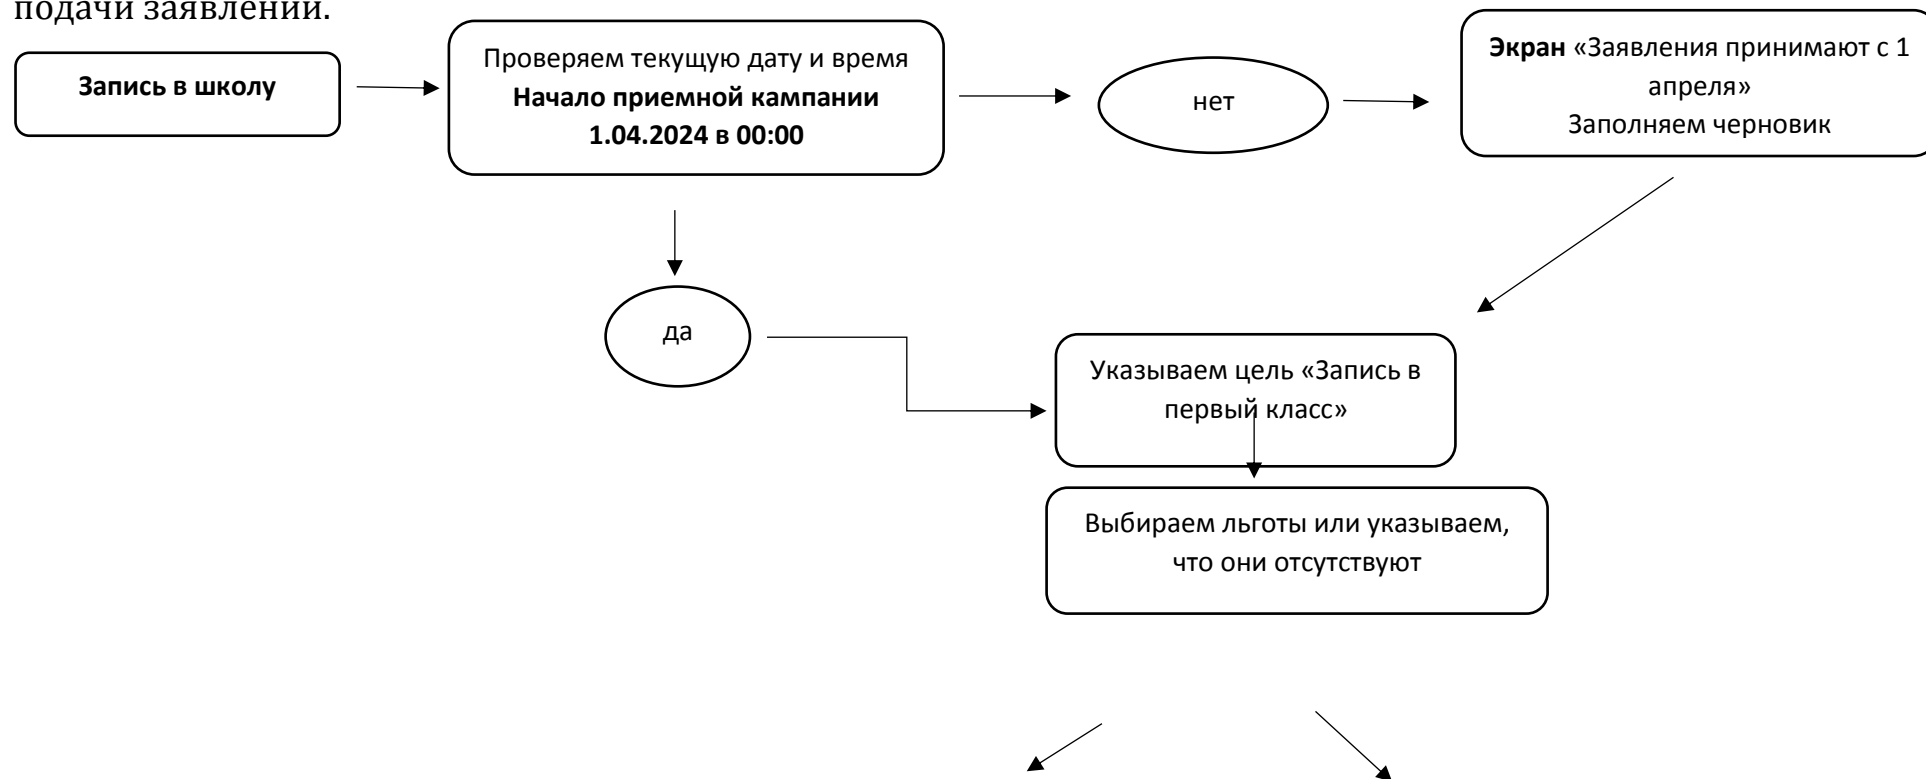 подачи заявлений.
Запись в школу
Проверяем текущую дату и время
Начало приемной кампании
1.04.2024 в 00:00
нет
Экран «Заявления принимают с 1
апреля»
Заполняем черновик
да
Указываем цель «Запись в
первый класс»
Выбираем льготы или указываем,
что они отсутствуют